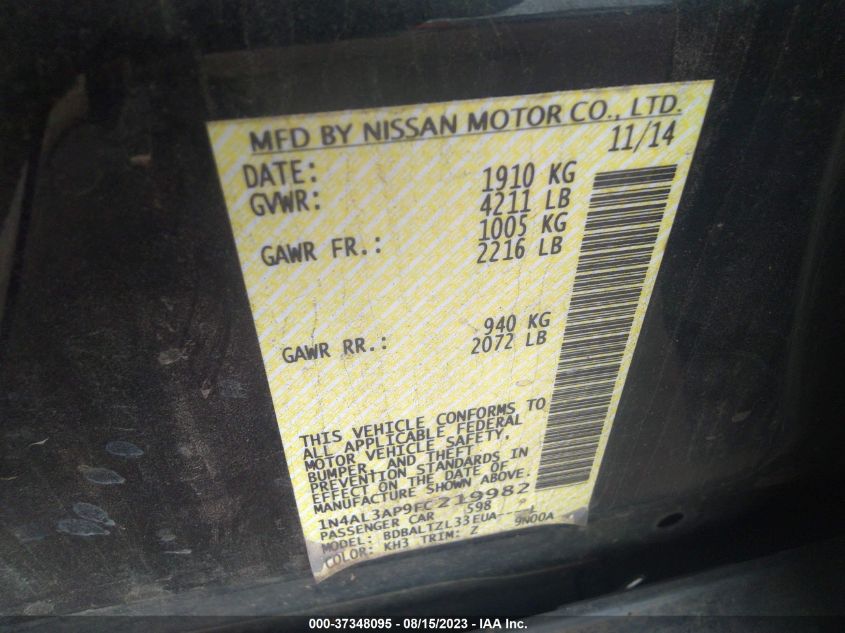 MFD BY NISSAN MOTOR CO., LTD.
DATE: 11/14
GVWR: 1910 KG
4211 LB
GAWR FR.: 1005 KG
2216 LB
GAWR RR.: 940 KG
2072 LB
THIS VEHICLE CONFORMS TO
ALL APPLICABLE FEDERAL
MOTOR VEHICLE SAFETY,
BUMPER, AND THEFT
PREVENTION STANDARDS IN
EFFECT ON THE DATE OF
MANUFACTURE SHOWN ABOVE.
1N4AL3AP9FC219982
PASSENGER CAR 598
MODEL: BDBALTZL33EUA----L
COLOR: KH3 TRIM: Z 9N00A
000-37348095 - 08/15/2023 - IAA Inc.